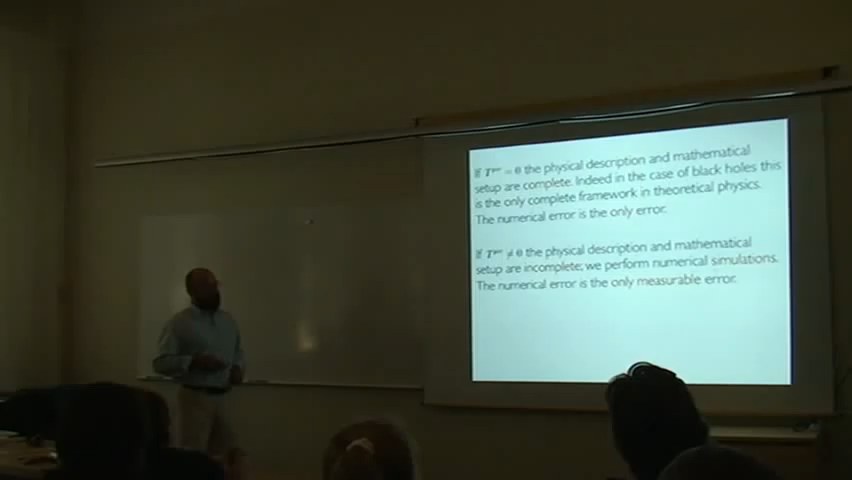 If T^μν = 0 the physical description and mathematical
setup are complete. Indeed in the case of black holes this
is the only complete framework in theoretical physics.
The numerical error is the only error.
If T^μν ≠ 0 the physical description and mathematical
setup are incomplete; we perform numerical simulations.
The numerical error is the only measurable error.